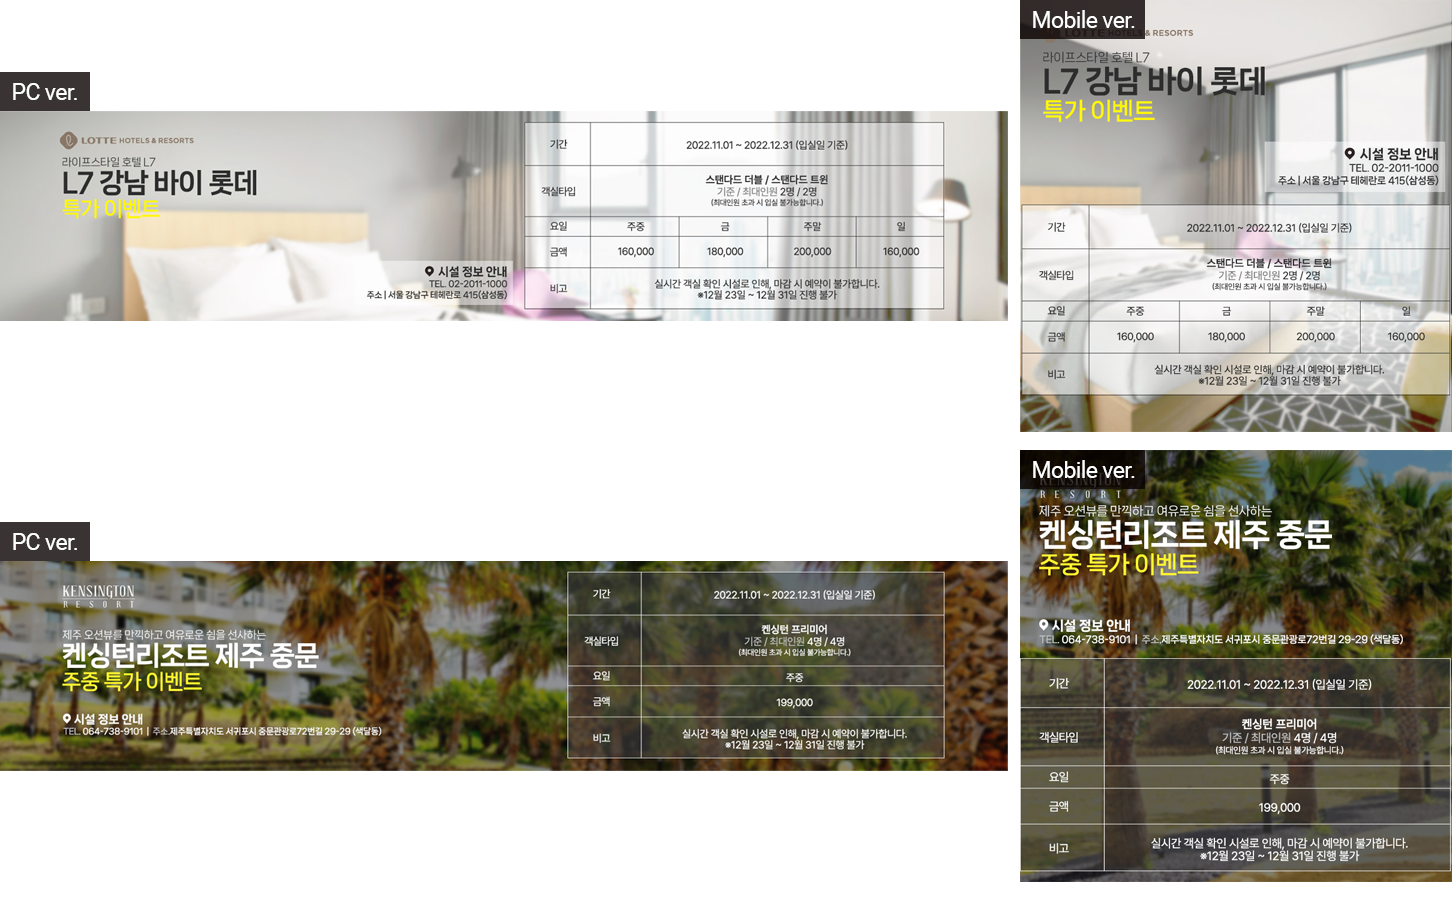 PC ver.
LOTTE HOTELS & RESORTS
라이프스타일 호텔 L7
L7 강남 바이 롯데
특가 이벤트
시설 정보 안내
TEL. 02-2011-1000
주소 | 서울 강남구 테헤란로 415(삼성동)
기간 2022.11.01 ~ 2022.12.31 (입실일 기준)
객실타입 스탠다드 더블 / 스탠다드 트윈
기준 / 최대인원 2명 / 2명
(최대인원 초과 시 입실 불가능합니다.)
요일 주중 금 주말 일
금액 160,000 180,000 200,000 160,000
비고 실시간 객실 확인 시설로 인해, 마감 시 예약이 불가합니다.
※12월 23일 ~ 12월 31일 진행 불가
Mobile ver.
LOTTE HOTELS & RESORTS
라이프스타일 호텔 L7
L7 강남 바이 롯데
특가 이벤트
시설 정보 안내
TEL. 02-2011-1000
주소 | 서울 강남구 테헤란로 415(삼성동)
기간 2022.11.01 ~ 2022.12.31 (입실일 기준)
객실타입 스탠다드 더블 / 스탠다드 트윈
기준 / 최대인원 2명 / 2명
(최대인원 초과 시 입실 불가능합니다.)
요일 주중 금 주말 일
금액 160,000 180,000 200,000 160,000
비고 실시간 객실 확인 시설로 인해, 마감 시 예약이 불가합니다.
※12월 23일 ~ 12월 31일 진행 불가
PC ver.
KENSINGTON
RESORT
제주 오션뷰를 만끽하고 여유로운 쉼을 선사하는
켄싱턴리조트 제주 중문
주중 특가 이벤트
시설 정보 안내
TEL. 064-738-9101 | 주소.제주특별자치도 서귀포시 중문관광로72번길 29-29 (색달동)
기간 2022.11.01 ~ 2022.12.31 (입실일 기준)
객실타입 켄싱턴 프리미어
기준 / 최대인원 4명 / 4명
(최대인원 초과 시 입실 불가능합니다.)
요일 주중
금액 199,000
비고 실시간 객실 확인 시설로 인해, 마감 시 예약이 불가합니다.
※12월 23일 ~ 12월 31일 진행 불가
Mobile ver.
KENSINGTON
RESORT
제주 오션뷰를 만끽하고 여유로운 쉼을 선사하는
켄싱턴리조트 제주 중문
주중 특가 이벤트
시설 정보 안내
TEL. 064-738-9101 | 주소.제주특별자치도 서귀포시 중문관광로72번길 29-29 (색달동)
기간 2022.11.01 ~ 2022.12.31 (입실일 기준)
객실타입 켄싱턴 프리미어
기준 / 최대인원 4명 / 4명
(최대인원 초과 시 입실 불가능합니다.)
요일 주중
금액 199,000
비고 실시간 객실 확인 시설로 인해, 마감 시 예약이 불가합니다.
※12월 23일 ~ 12월 31일 진행 불가